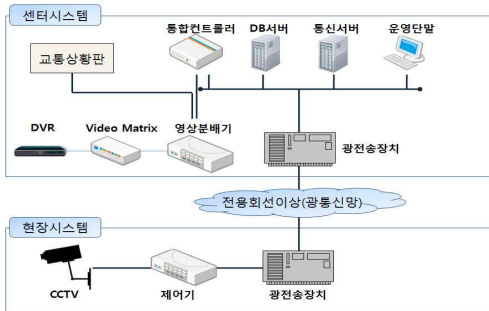 센터시스템
통합컨트롤러 DB서버 통신서버 운영단말
교통상황판
DVR Video Matrix 영상분배기
광전송장치
전용회선이상(광통신망)
현장시스템
CCTV 제어기 광전송장치